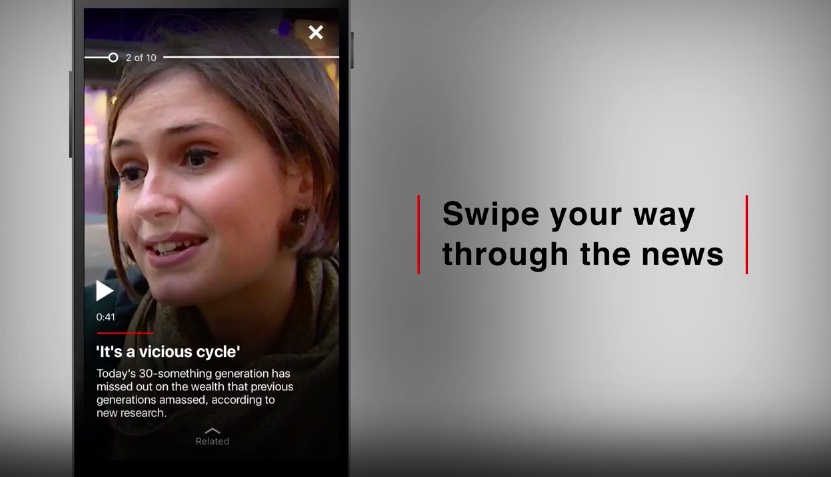 2 of 10
0:41
'It's a vicious cycle'
Today's 30-something generation has
missed out on the wealth that previous
generations amassed, according to
new research.
Related
Swipe your way
through the news